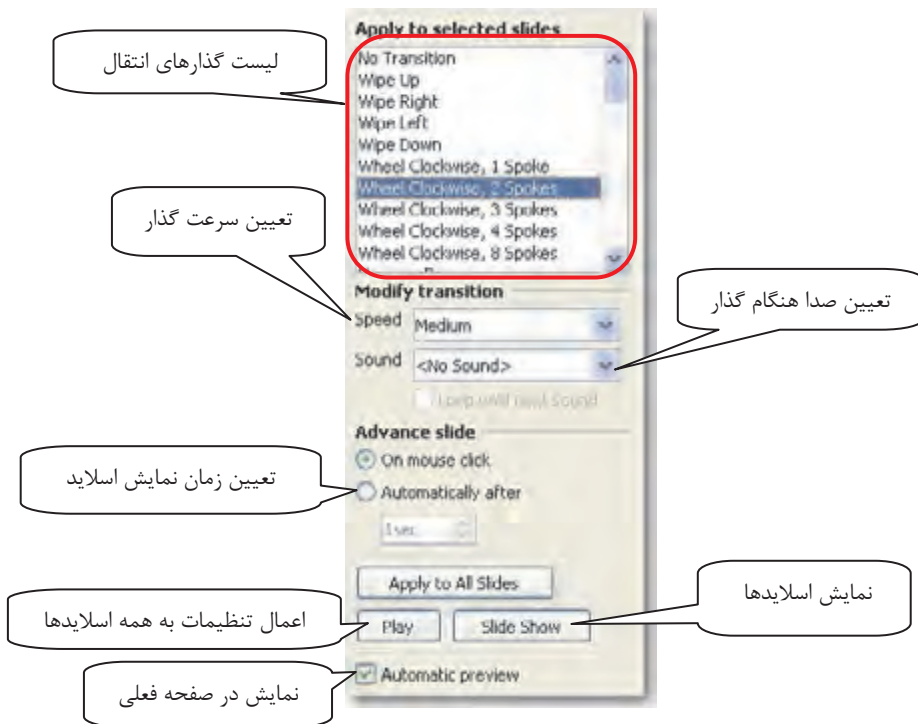 Apply to selected slides
لیست گذارهای انتقال
No Transition
Wipe Up
Wipe Right
Wipe Left
Wipe Down
Wheel Clockwise, 1 Spoke
Wheel Clockwise, 2 Spokes
Wheel Clockwise, 3 Spokes
Wheel Clockwise, 4 Spokes
Wheel Clockwise, 8 Spokes
تعیین سرعت گذار
Modify transition
Speed Medium
تعیین صدا هنگام گذار
Sound <No Sound>
Loop until next sound
Advance slide
On mouse click
تعیین زمان نمایش اسلاید
Automatically after
1 sec
Apply to All Slides
نمایش اسلایدها
Play Slide Show
اعمال تنظیمات به همه اسلایدها
Automatic preview
نمایش در صفحه فعلی